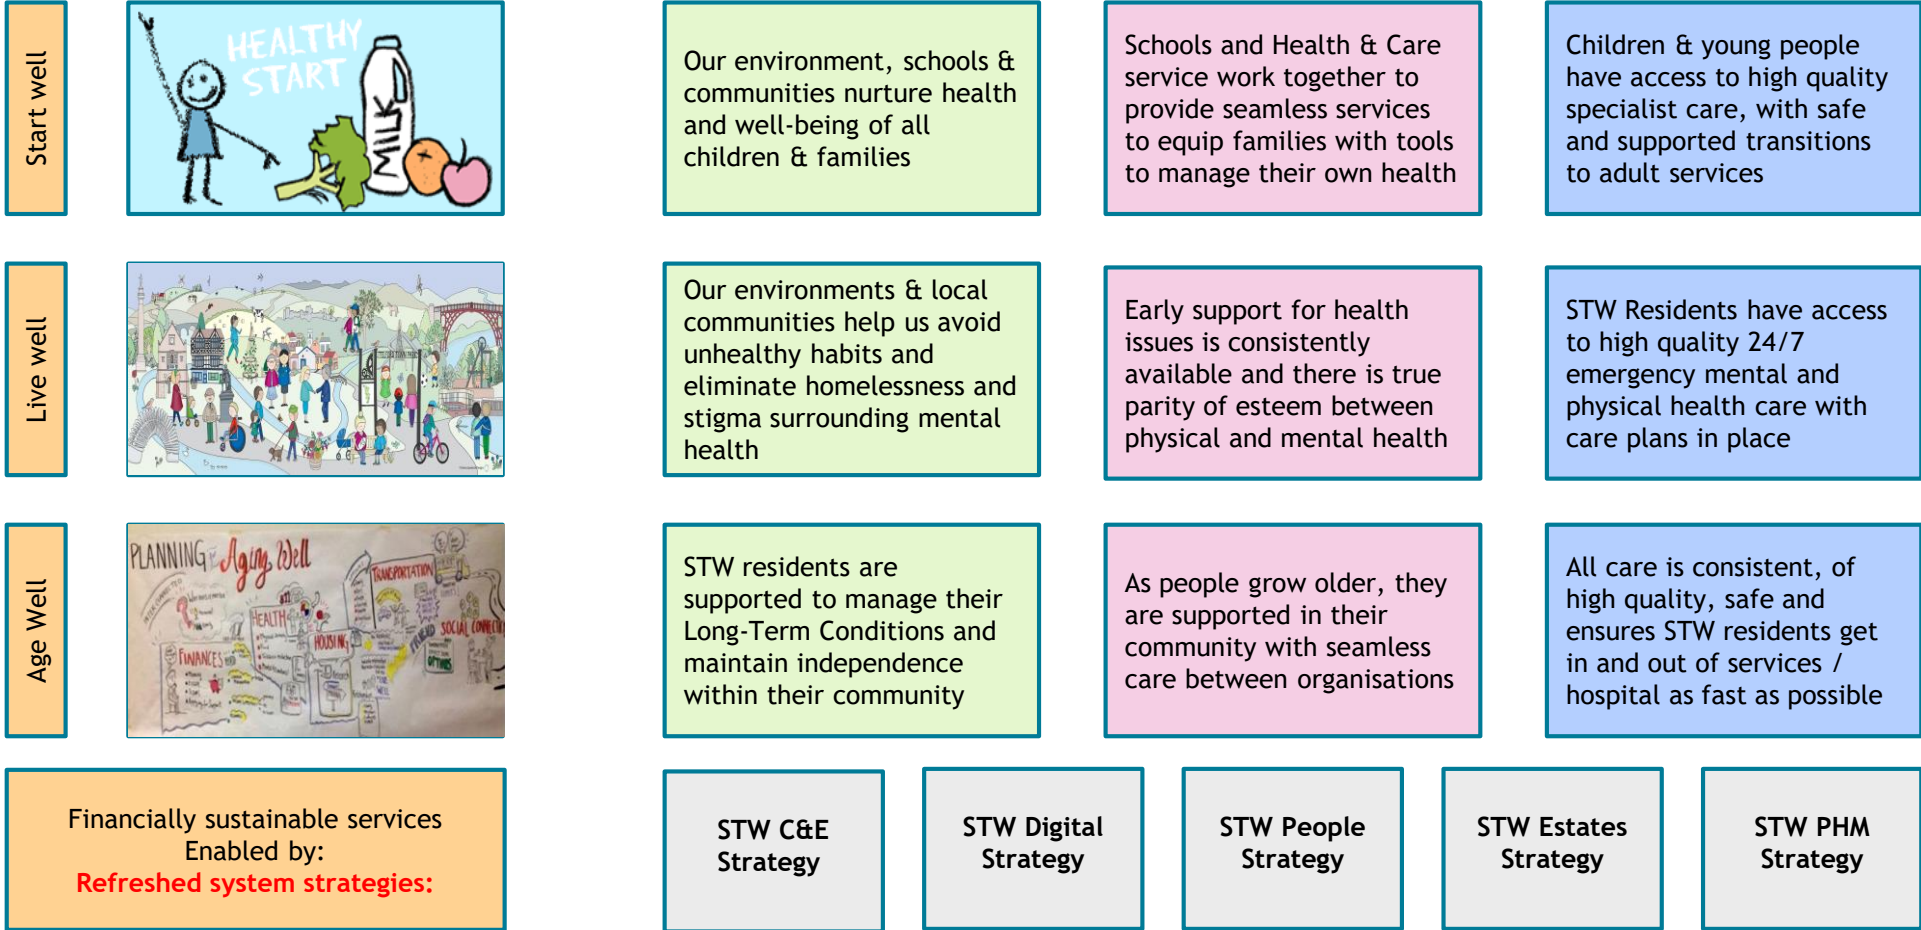 Start well
HEALTHY
START
MILK
Our environment, schools &
communities nurture health
and well-being of all
children & families
Schools and Health & Care
service work together to
provide seamless services
to equip families with tools
to manage their own health
Children & young people
have access to high quality
specialist care, with safe
and supported transitions
to adult services
Live well
Our environments & local
communities help us avoid
unhealthy habits and
eliminate homelessness and
stigma surrounding mental
health
Early support for health
issues is consistently
available and there is true
parity of esteem between
physical and mental health
STW Residents have access
to high quality 24/7
emergency mental and
physical health care with
care plans in place
Age Well
PLANNING for Aging Well
TRANSPORTATION
HEALTH
HOUSING
SOCIAL
FINANCES
OPTIONS
STW residents are
supported to manage their
Long-Term Conditions and
maintain independence
within their community
As people grow older, they
are supported in their
community with seamless
care between organisations
All care is consistent, of
high quality, safe and
ensures STW residents get
in and out of services /
hospital as fast as possible
Financially sustainable services
Enabled by:
Refreshed system strategies:
STW C&E
Strategy
STW Digital
Strategy
STW People
Strategy
STW Estates
Strategy
STW PHM
Strategy